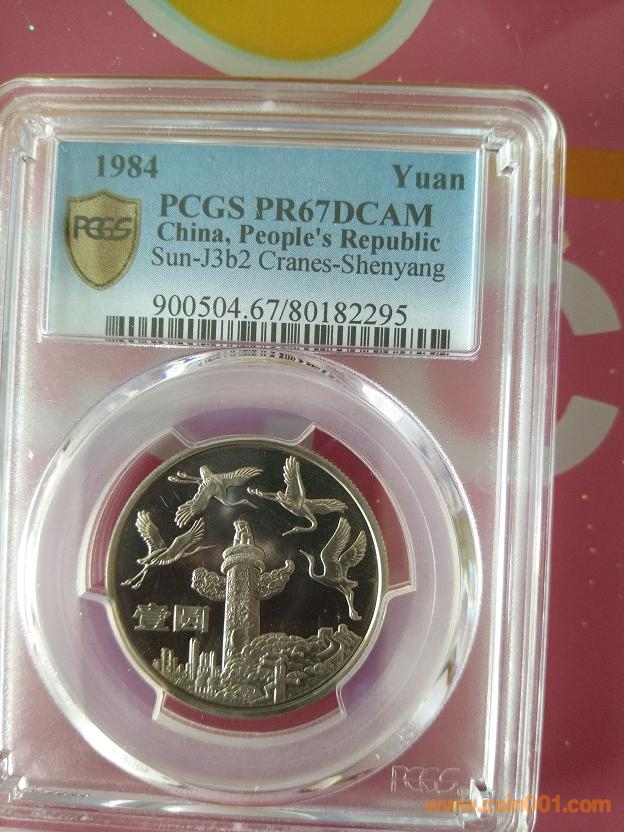 1984 Yuan
PCGS PR67DCAM
PCGS
China, People's Republic
Sun-J3b2 Cranes-Shenyang
900504.67/80182295
壹圆
PCGS
www.coin001.com